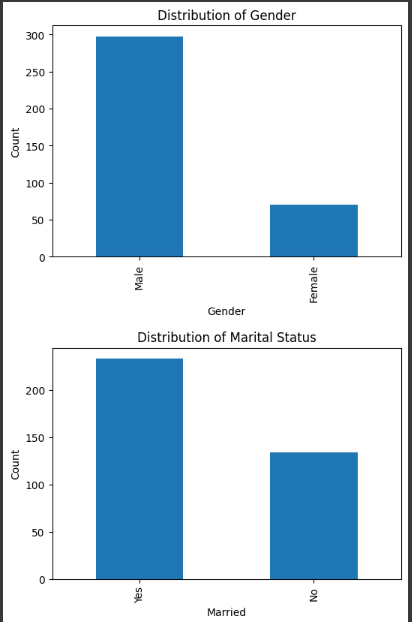 Distribution of Gender
300
250
200
150
100
50
0
Count
Male
Female
Gender
Distribution of Marital Status
200
150
100
50
0
Count
Yes
No
Married